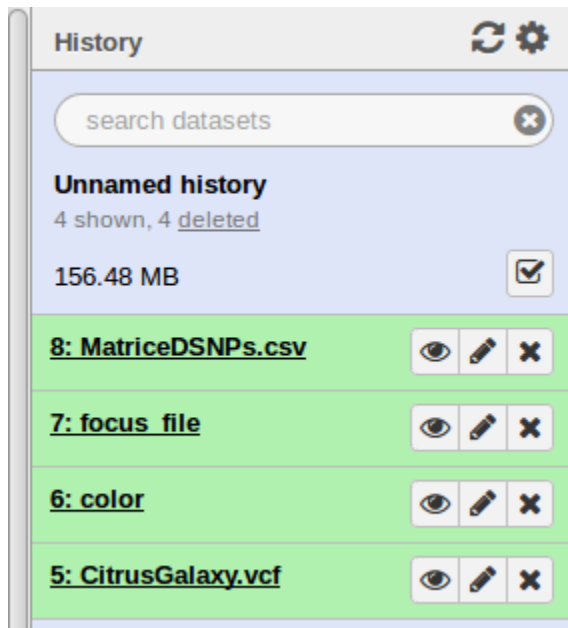 History
search datasets
Unnamed history
4 shown, 4 deleted
156.48 MB
8: MatriceDSNPs.csv
7: focus_file
6: color
5: CitrusGalaxy.vcf